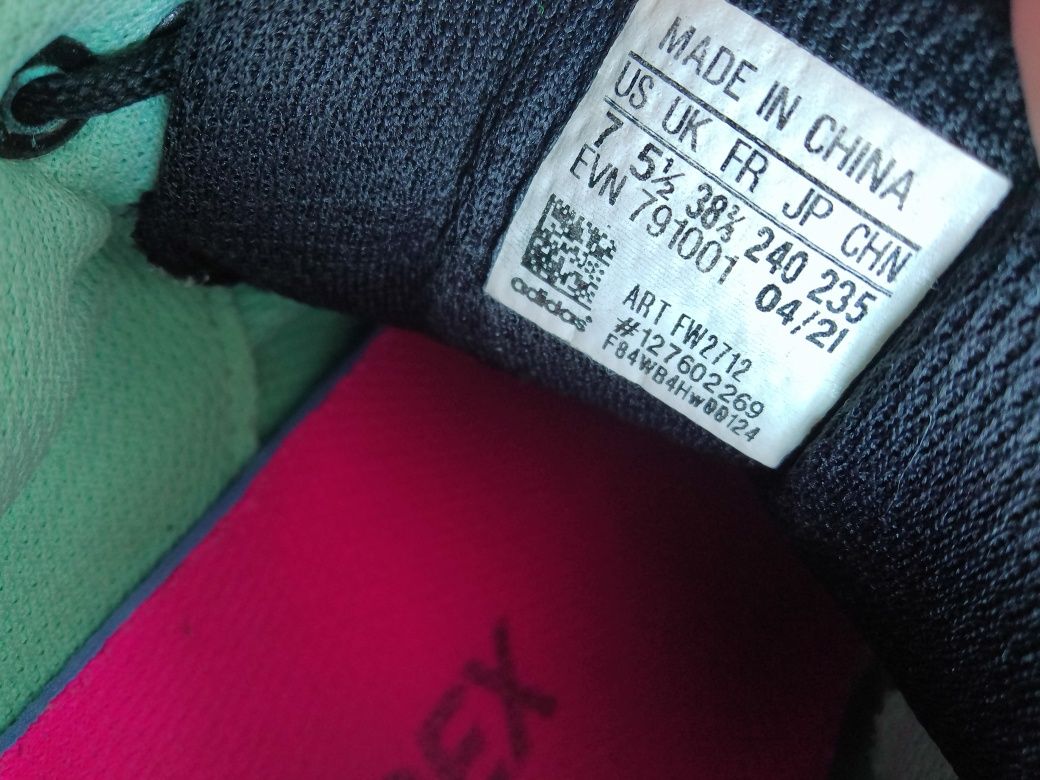 MADE IN CHINA
US UK FR JP CHN
7 5½ 38⅔ 240 235
EVN 791001 04/21
adidas
ART FW2712
#127602269
F84WB4HW00124
EX